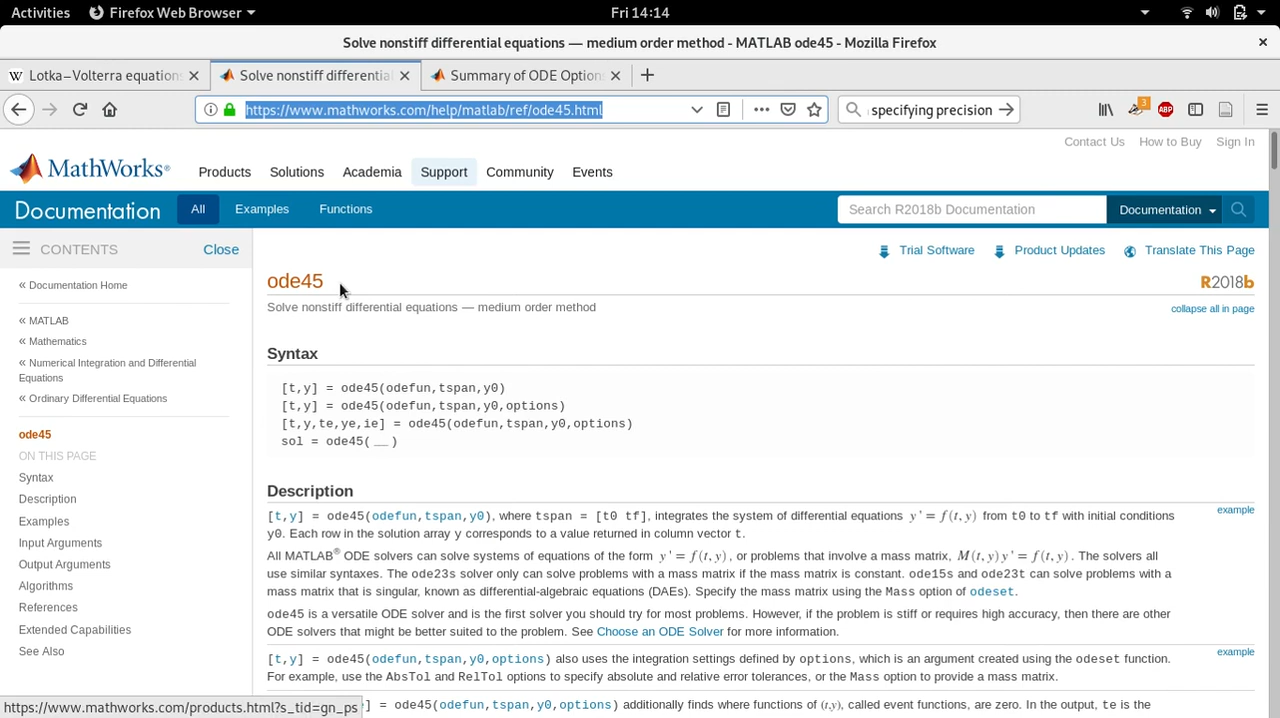 Activities Firefox Web Browser Fri 14:14
Solve nonstiff differential equations — medium order method - MATLAB ode45 - Mozilla Firefox
W Lotka–Volterra equation Solve nonstiff differential Summary of ODE Option
https://www.mathworks.com/help/matlab/ref/ode45.html specifying precision 3 ABP
Contact Us How to Buy Sign In
MathWorks® Products Solutions Academia Support Community Events
Documentation All Examples Functions Search R2018b Documentation Documentation
CONTENTS Close
Trial Software Product Updates Translate This Page
« Documentation Home
« MATLAB
« Mathematics
« Numerical Integration and Differential
Equations
« Ordinary Differential Equations
ode45
ON THIS PAGE
Syntax
Description
Examples
Input Arguments
Output Arguments
Algorithms
References
Extended Capabilities
See Also
ode45 R2018b
Solve nonstiff differential equations — medium order method collapse all in page
Syntax
[t,y] = ode45(odefun,tspan,y0)
[t,y] = ode45(odefun,tspan,y0,options)
[t,y,te,ye,ie] = ode45(odefun,tspan,y0,options)
sol = ode45(__)
Description
[t,y] = ode45(odefun,tspan,y0), where tspan = [t0 tf], integrates the system of differential equations y' = f(t, y) from t0 to tf with initial conditions example
y0. Each row in the solution array y corresponds to a value returned in column vector t.
All MATLAB® ODE solvers can solve systems of equations of the form y' = f(t, y), or problems that involve a mass matrix, M(t, y) y' = f(t, y). The solvers all
use similar syntaxes. The ode23s solver only can solve problems with a mass matrix if the mass matrix is constant. ode15s and ode23t can solve problems with a
mass matrix that is singular, known as differential-algebraic equations (DAEs). Specify the mass matrix using the Mass option of odeset.
ode45 is a versatile ODE solver and is the first solver you should try for most problems. However, if the problem is stiff or requires high accuracy, then there are other
ODE solvers that might be better suited to the problem. See Choose an ODE Solver for more information.
[t,y] = ode45(odefun,tspan,y0,options) also uses the integration settings defined by options, which is an argument created using the odeset function. example
For example, use the AbsTol and RelTol options to specify absolute and relative error tolerances, or the Mass option to provide a mass matrix.
] = ode45(odefun,tspan,y0,options) additionally finds where functions of (t,y), called event functions, are zero. In the output, te is the
https://www.mathworks.com/products.html?s_tid=gn_ps